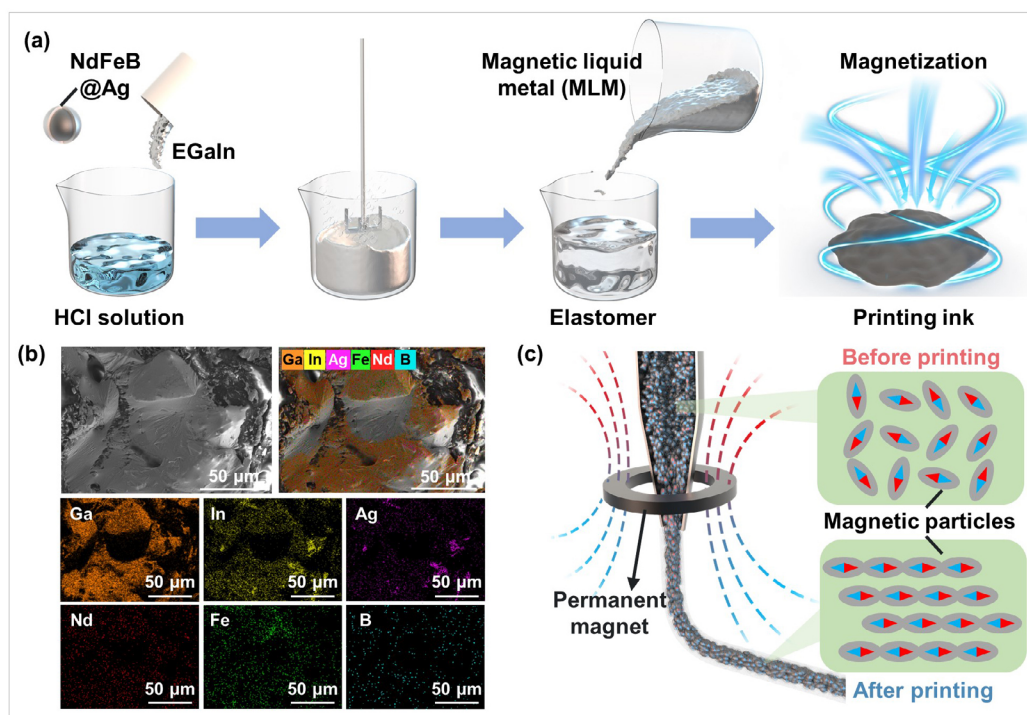 (a)
NdFeB
@Ag
EGaIn
HCl solution
Magnetic liquid
metal (MLM)
Elastomer
Magnetization
Printing ink
(b)
50 μm
Ga In Ag Fe Nd B
50 μm
Ga
50 μm
In
50 μm
Ag
50 μm
Nd
50 μm
Fe
50 μm
B
50 μm
(c)
Before printing
Magnetic particles
Permanent
magnet
After printing